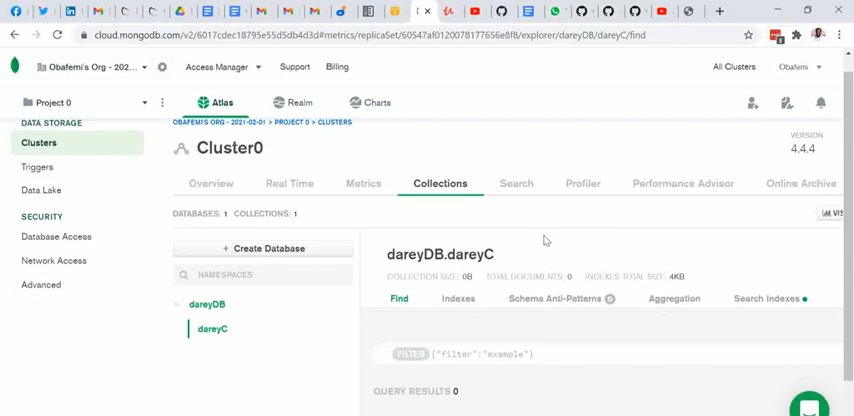 cloud.mongodb.com/v2/6017cdec18795e55d5db4d3d#metrics/replicaSet/60547af0120078177656e8f8/explorer/dareyDB/dareyC/find
Obafemi's Org - 202... Access Manager Support Billing All Clusters Obafemi
Project 0 Atlas Realm Charts
DATA STORAGE
Clusters
Triggers
Data Lake
SECURITY
Database Access
Network Access
Advanced
OBAFEMI'S ORG - 2021-02-01 > PROJECT 0 > CLUSTERS
Cluster0
VERSION
4.4.4
Overview Real Time Metrics Collections Search Profiler Performance Advisor Online Archive
DATABASES: 1 COLLECTIONS: 1
VIS
+ Create Database
NAMESPACES
dareyDB
dareyC
dareyDB.dareyC
COLLECTION SIZE: 0B TOTAL DOCUMENTS: 0 INDEXES TOTAL SIZE: 4KB
Find Indexes Schema Anti-Patterns 0 Aggregation Search Indexes
FILTER {"filter":"example"}
QUERY RESULTS 0